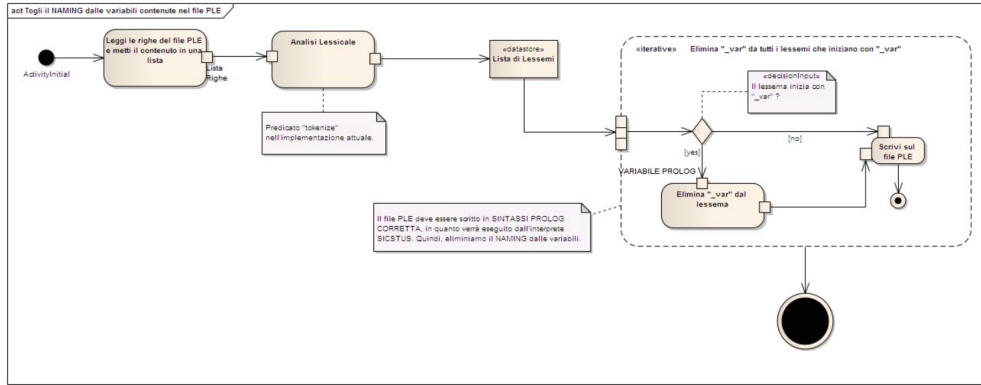 act Togli il NAMING dalle variabili contenute nel file PLE
ActivityInitial
Leggi le righe del file PLE
e metti il contenuto in una
lista
Lista
Righe
Analisi Lessicale
Predicato "tokenize"
nell'implementazione attuale.
«datastore»
Lista di Lessemi
«iterative» Elimina "_var" da tutti i lessemi che iniziano con "_var"
«decisionInput»
Il lessema inizia con
"_var" ?
[yes]
[no]
VARIABILE PROLOG
Elimina "_var" dal
lessema
Scrivi sul
file PLE
Il file PLE deve essere scritto in SINTASSI PROLOG
CORRETTA, in quanto verrà eseguito dall'interprete
SICSTUS. Quindi, eliminiamo il NAMING dalle variabili.